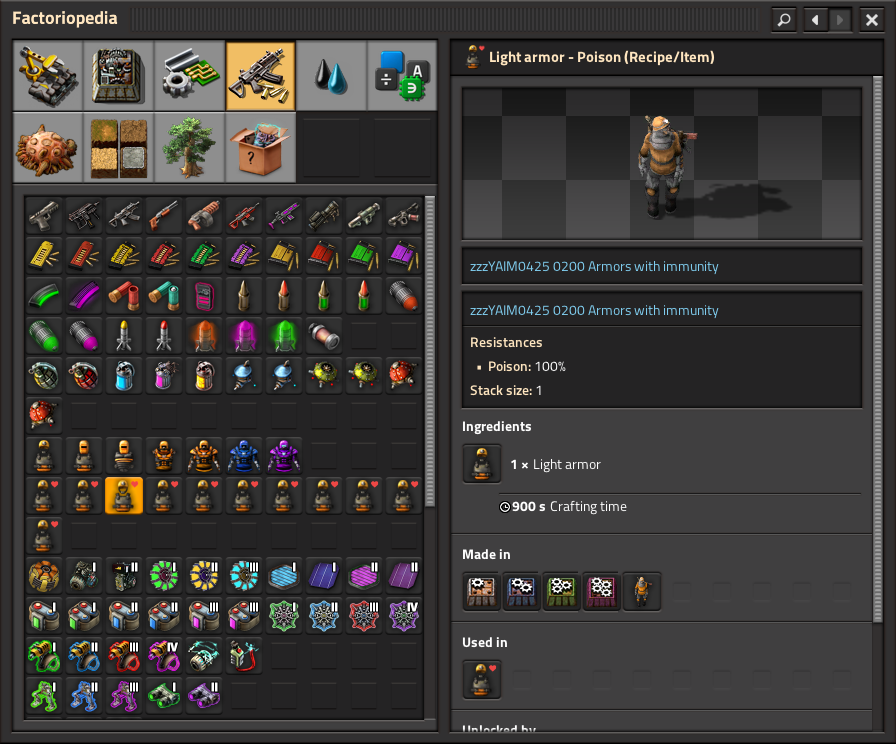 Factoriopedia
Light armor - Poison (Recipe/Item)
zzzYAIM0425 0200 Armors with immunity
zzzYAIM0425 0200 Armors with immunity
Resistances
▪ Poison: 100%
Stack size: 1
Ingredients
1 × Light armor
900 s Crafting time
Made in
Used in
Unlocked by